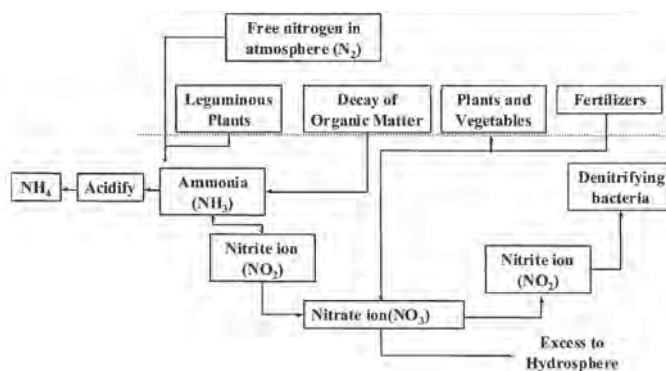 Free nitrogen in
atmosphere (N₂)
Leguminous
Plants
Decay of
Organic Matter
Plants and
Vegetables
Fertilizers
NH₄
Acidify
Ammonia
(NH₃)
Denitrifying
bacteria
Nitrite ion
(NO₂)
Nitrite ion
(NO₂)
Nitrate ion(NO₃)
Excess to
Hydrosphere